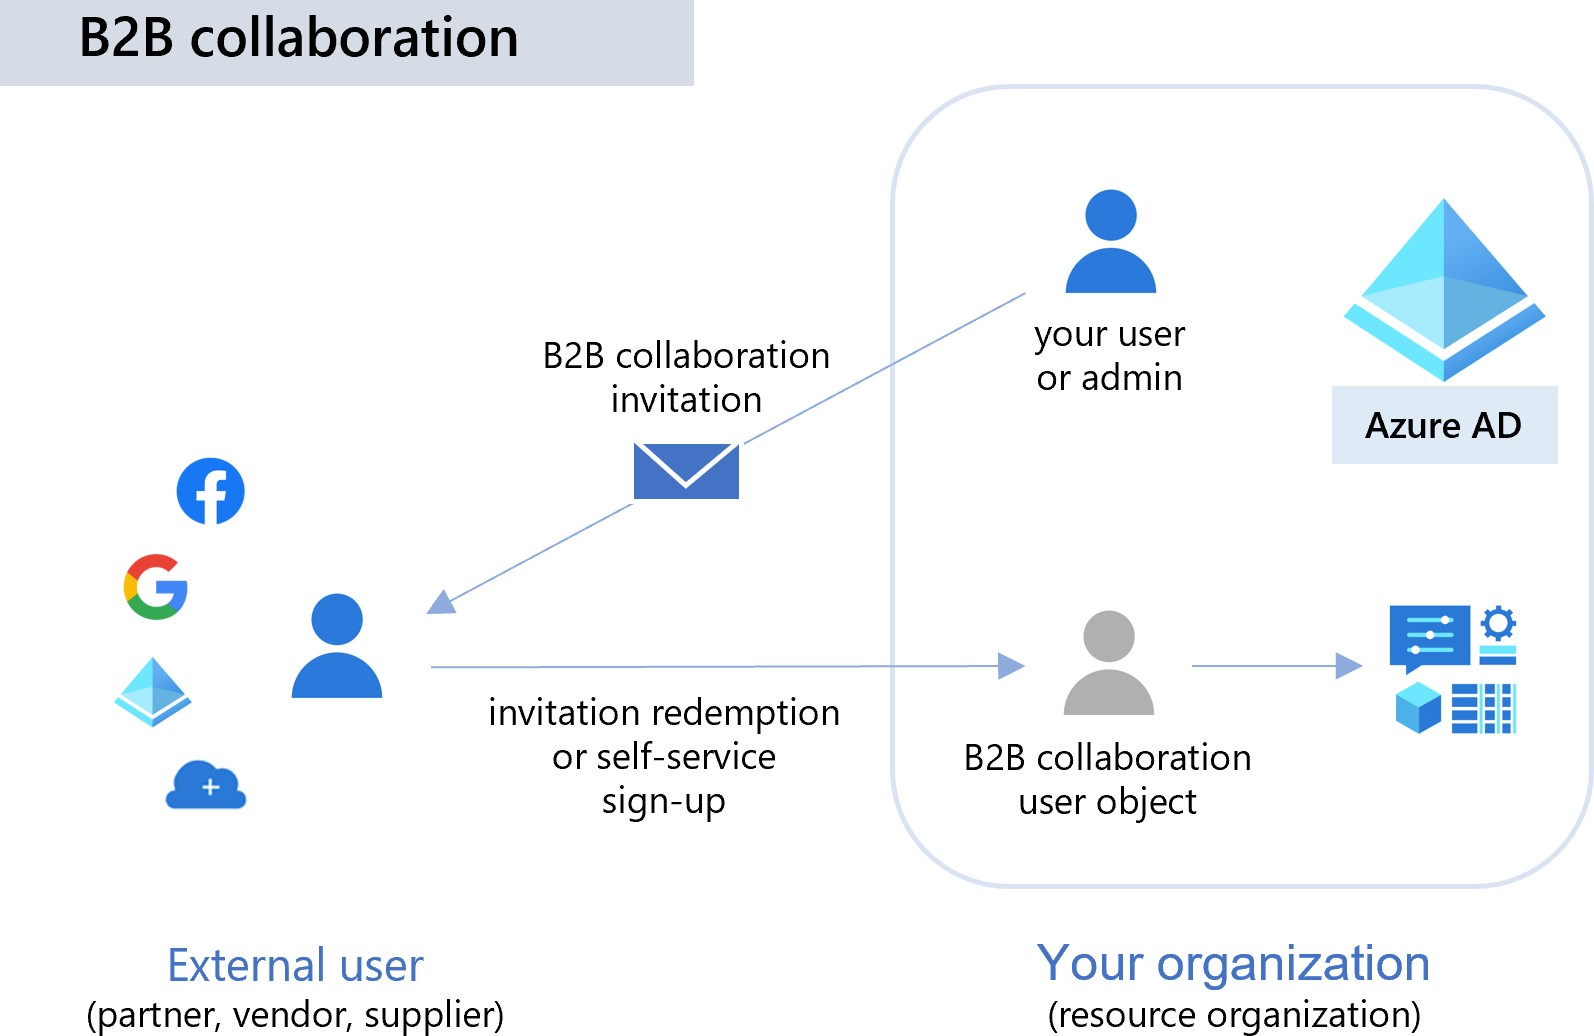 B2B collaboration
your user
or admin
Azure AD
B2B collaboration
invitation
invitation redemption
or self-service
sign-up
B2B collaboration
user object
External user
(partner, vendor, supplier)
Your organization
(resource organization)